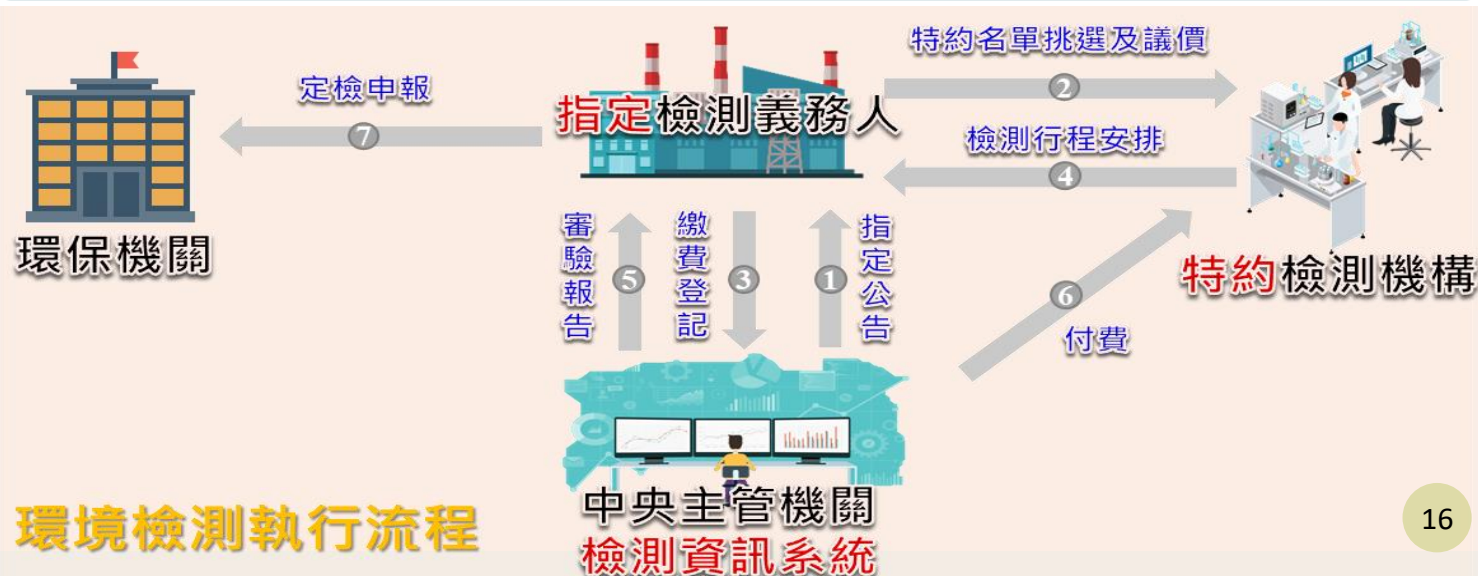 特約名單挑選及議價
②
定檢申報
⑦
指定檢測義務人
檢測行程安排
④
環保機關
審驗報告
⑤
繳費登記
③
①
指定公告
特約檢測機構
⑥
付費
中央主管機關
檢測資訊系統
環境檢測執行流程
16